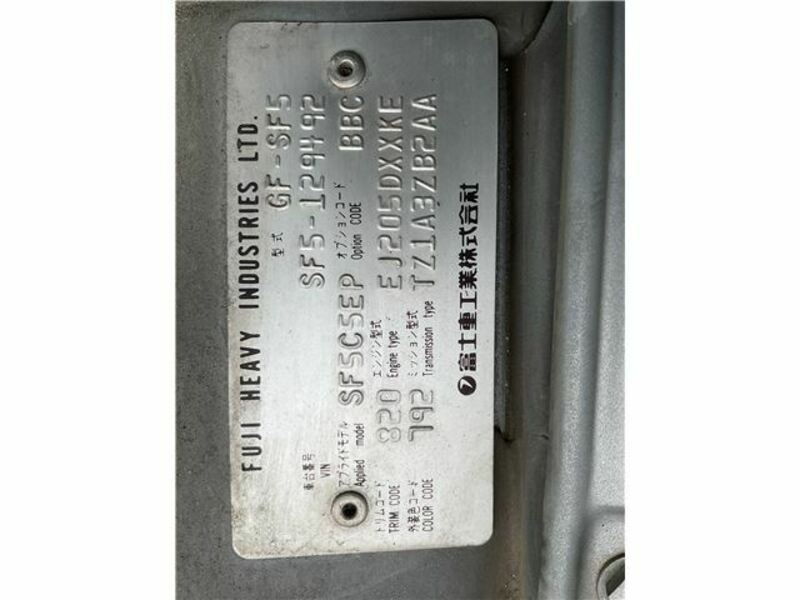 FUJI HEAVY INDUSTRIES LTD.
型式 GF-SF5
車台番号 VIN SF5-129492
アプライドモデル Applied model SF5C5EP オプションコード Option CODE BBC
トリムコード TRIM CODE 820 エンジン型式 Engine type EJ205DXXKE
外装色コード COLOR CODE 792 ミッション型式 Transmission type TZ1A3ZB2AA
富士重工業株式会社